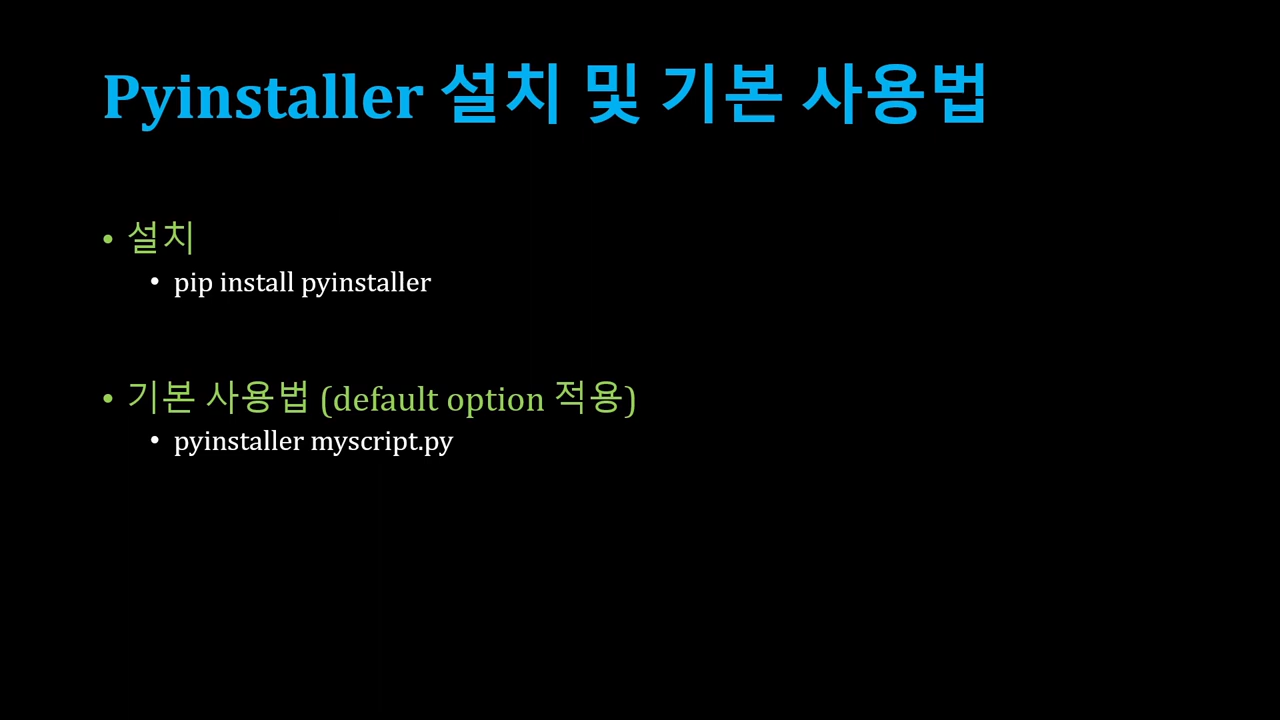 Pyinstaller 설치 및 기본 사용법
• 설치
• pip install pyinstaller
• 기본 사용법 (default option 적용)
• pyinstaller myscript.py